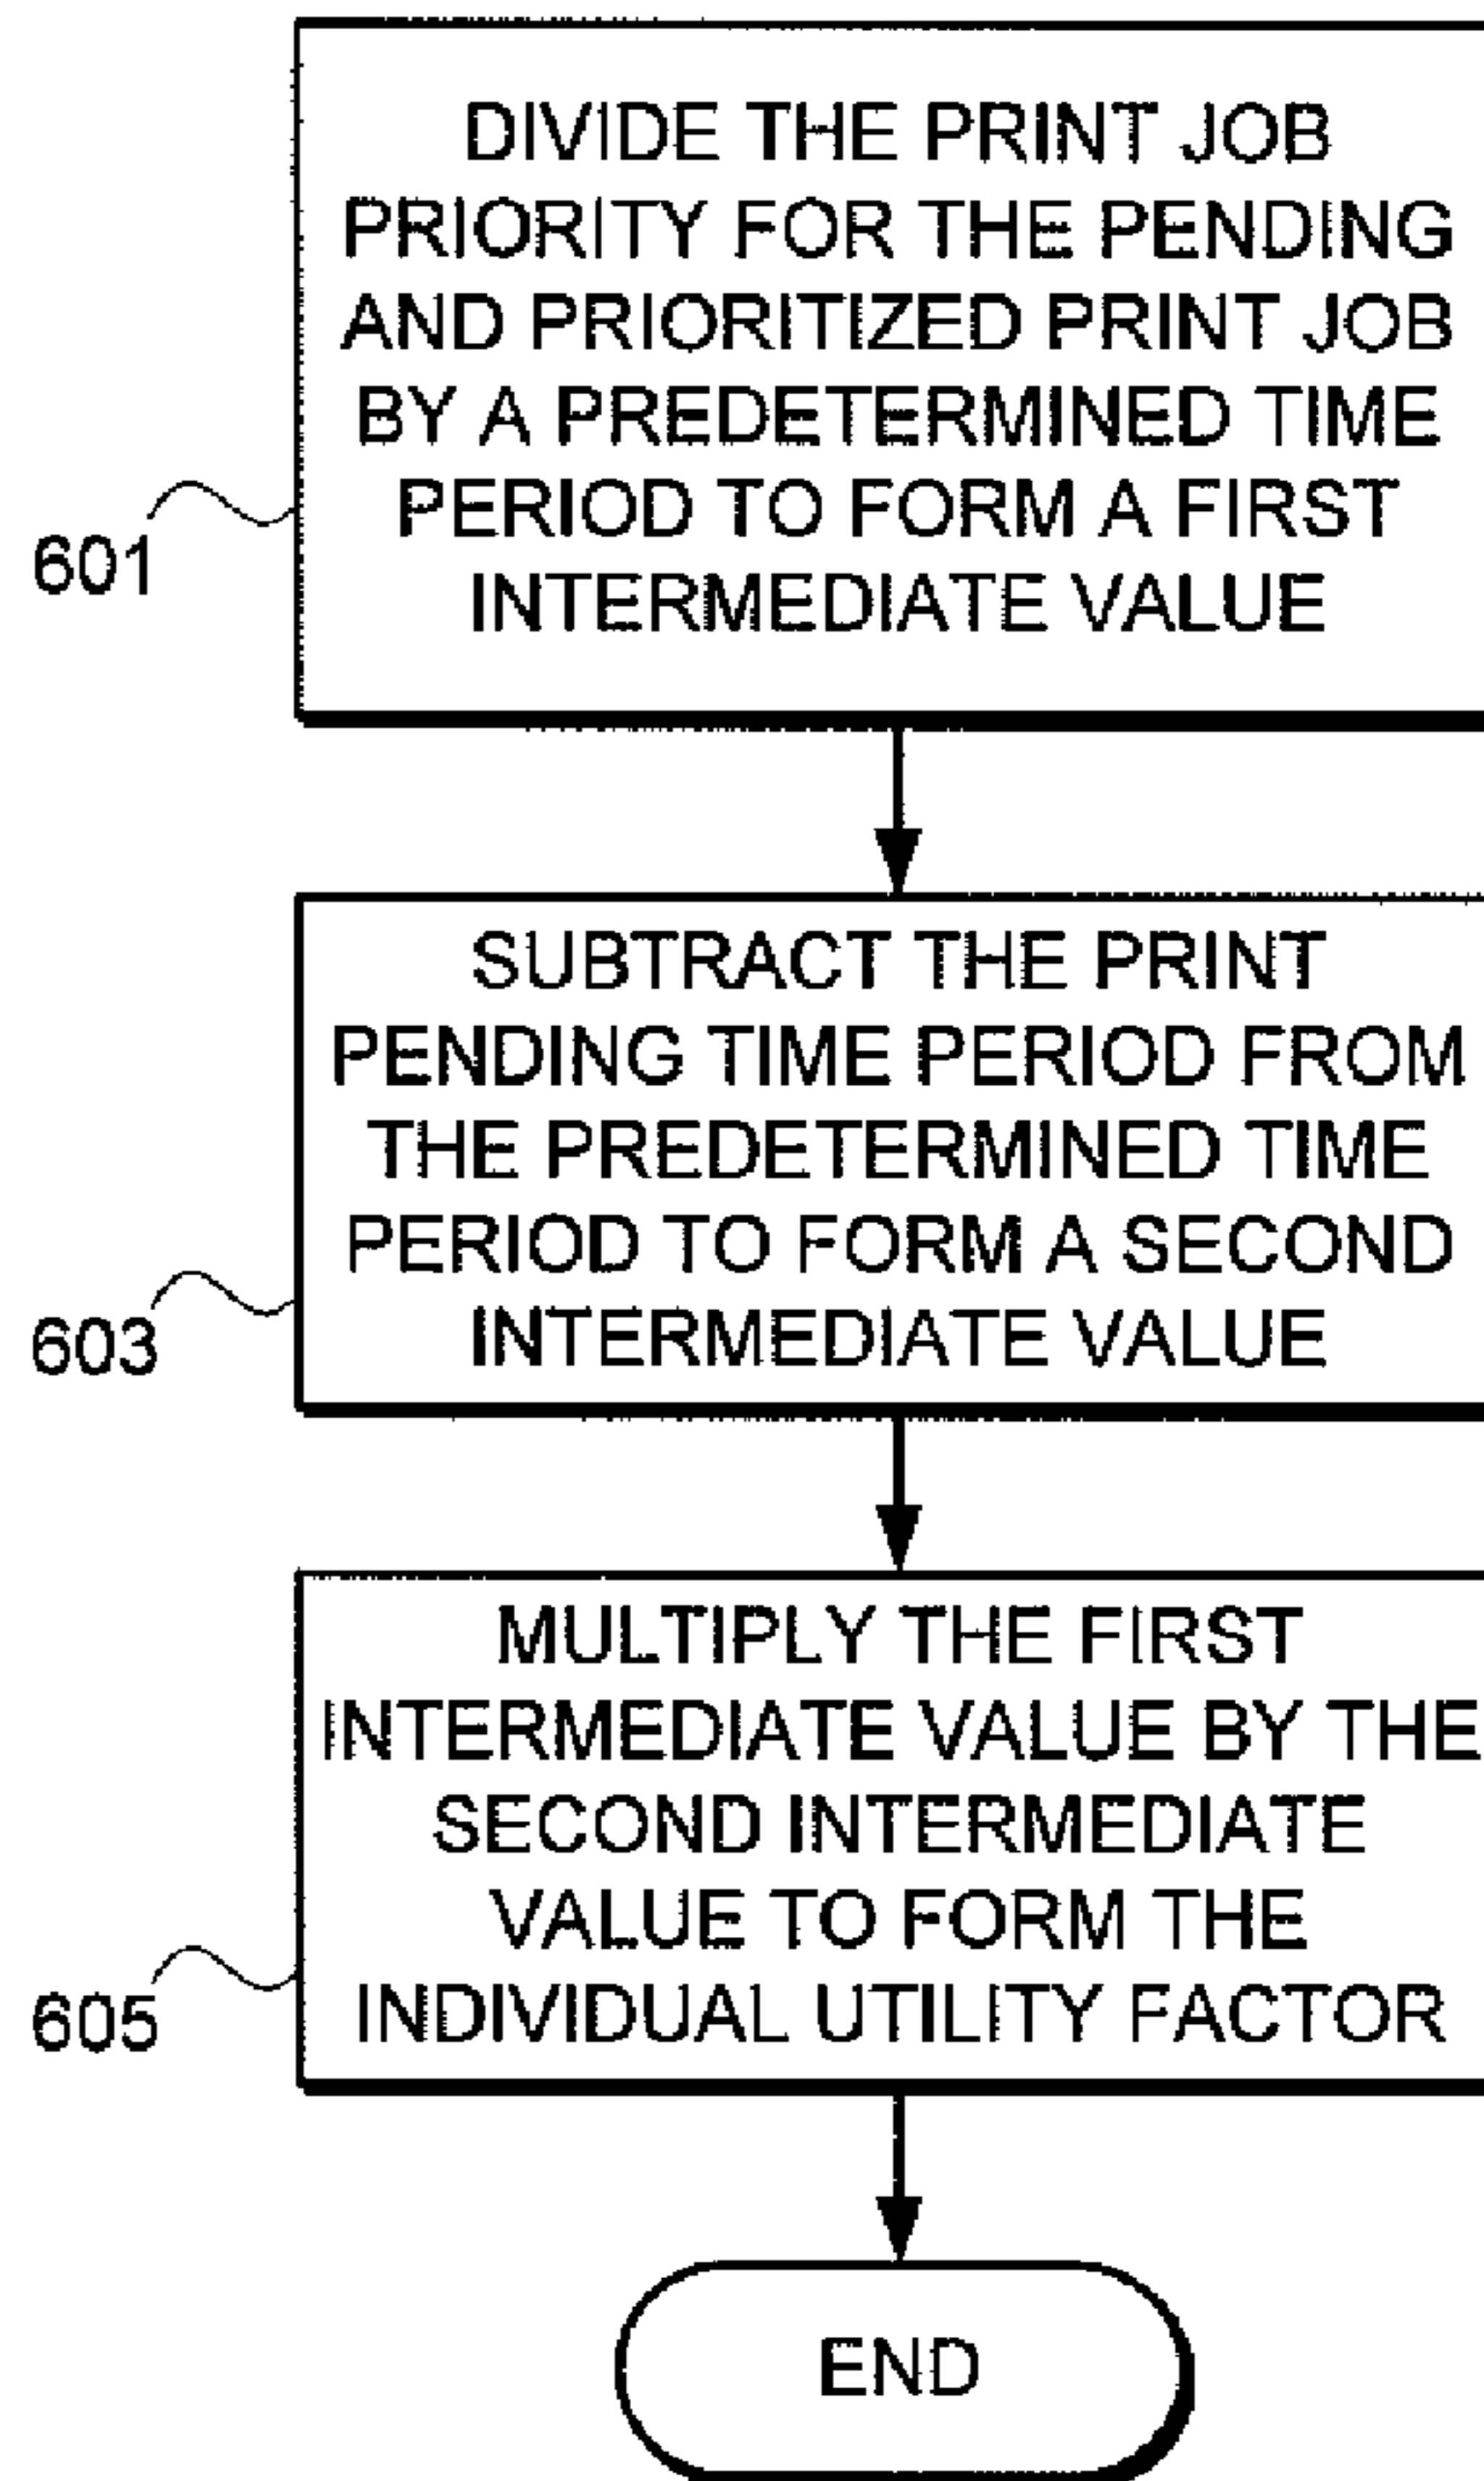 DIVIDE THE PRINT JOB
PRIORITY FOR THE PENDING
AND PRIORITIZED PRINT JOB
BY A PREDETERMINED TIME
PERIOD TO FORM A FIRST
INTERMEDIATE VALUE
601
SUBTRACT THE PRINT
PENDING TIME PERIOD FROM
THE PREDETERMINED TIME
PERIOD TO FORM A SECOND
INTERMEDIATE VALUE
603
MULTIPLY THE FIRST
INTERMEDIATE VALUE BY THE
SECOND INTERMEDIATE
VALUE TO FORM THE
INDIVIDUAL UTILITY FACTOR
605
END